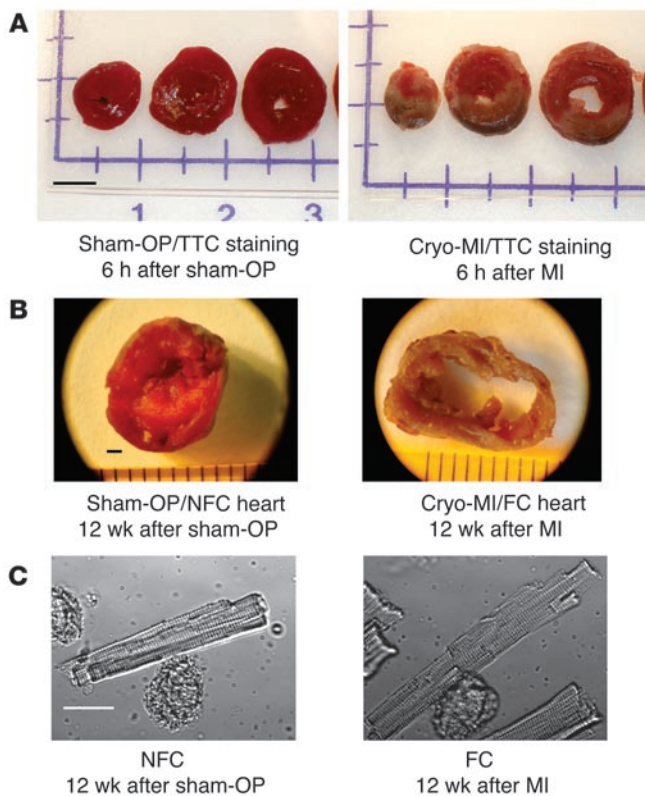 A
1 2 3
Sham-OP/TTC staining
6 h after sham-OP
Cryo-MI/TTC staining
6 h after MI
B
Sham-OP/NFC heart
12 wk after sham-OP
Cryo-MI/FC heart
12 wk after MI
C
NFC
12 wk after sham-OP
FC
12 wk after MI